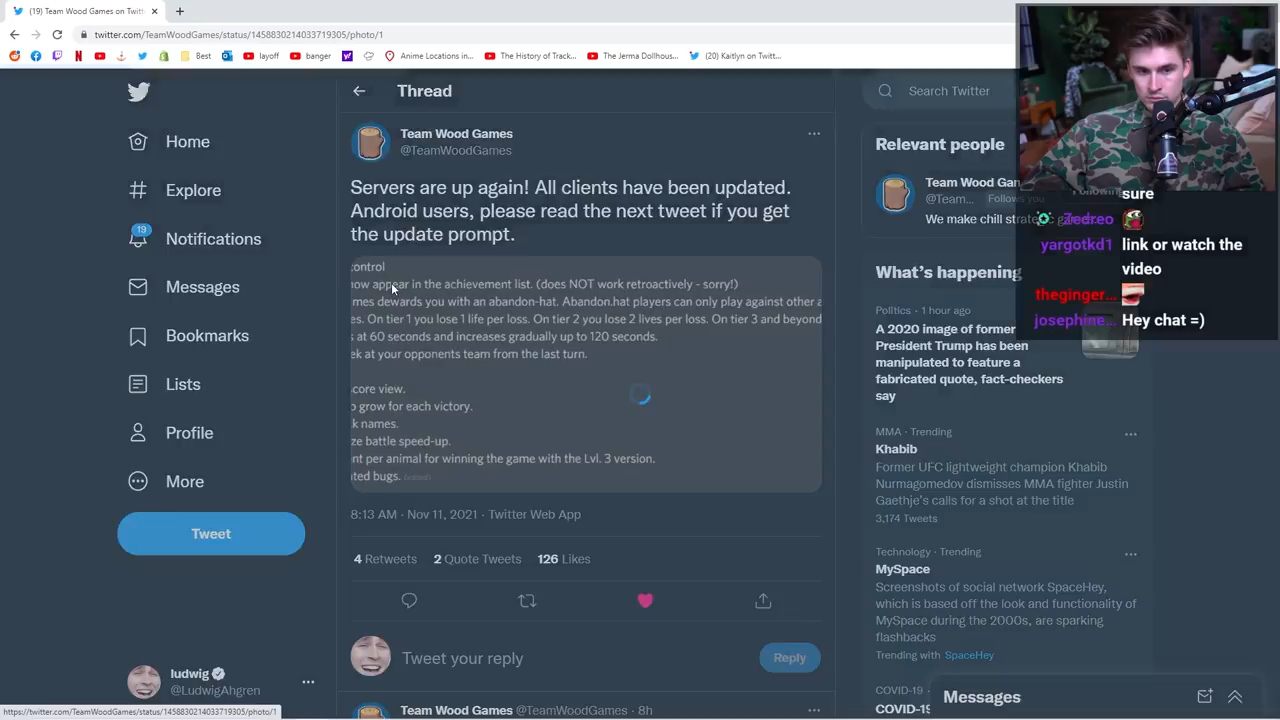 (19) Team Wood Games on Twitt
twitter.com/TeamWoodGames/status/1458830214033719305/photo/1
Best
layoff
banger
Anime Locations in...
The History of Track...
The Jerma Dollhous...
(20) Kaitlyn on Twitt...
Home
Explore
19
Notifications
Messages
Bookmarks
Lists
Profile
More
Tweet
ludwig
@LudwigAhgren
https://twitter.com/TeamWoodGames/status/1458830214033719305/photo/1
Thread
Team Wood Games
@TeamWoodGames
Servers are up again! All clients have been updated.
Android users, please read the next tweet if you get
the update prompt.
control
now appear in the achievement list. (does NOT work retroactively - sorry!)
mes dewards you with an abandon-hat. Abandon.hat players can only play against other a
es. On tier 1 you lose 1 life per loss. On tier 2 you lose 2 lives per loss. On tier 3 and beyond
s at 60 seconds and increases gradually up to 120 seconds.
ek at your opponents team from the last turn.
core view.
o grow for each victory.
k names.
ze battle speed-up.
nt per animal for winning the game with the Lvl. 3 version.
ated bugs. (edited)
8:13 AM · Nov 11, 2021 · Twitter Web App
4 Retweets 2 Quote Tweets 126 Likes
Tweet your reply
Reply
Team Wood Games @TeamWoodGames · 8h
Search Twitter
Relevant people
Team Wood Gam
@Team... Follows you
Following
We make chill strategic games.
What's happening
Politics · 1 hour ago
A 2020 image of former
President Trump has been
manipulated to feature a
fabricated quote, fact-checkers
say
MMA · Trending
Khabib
Former UFC lightweight champion Khabib
Nurmagomedov dismisses MMA fighter Justin
Gaethje's calls for a shot at the title
3,174 Tweets
Technology · Trending
MySpace
Screenshots of social network SpaceHey,
which is based off the look and functionality of
MySpace during the 2000s, are sparking
flashbacks
Trending with SpaceHey
COVID-19
COVID-19:
Messages
sure
Zedreo
yargotkd1 link or watch the
video
theginger...
josephine... Hey chat =)